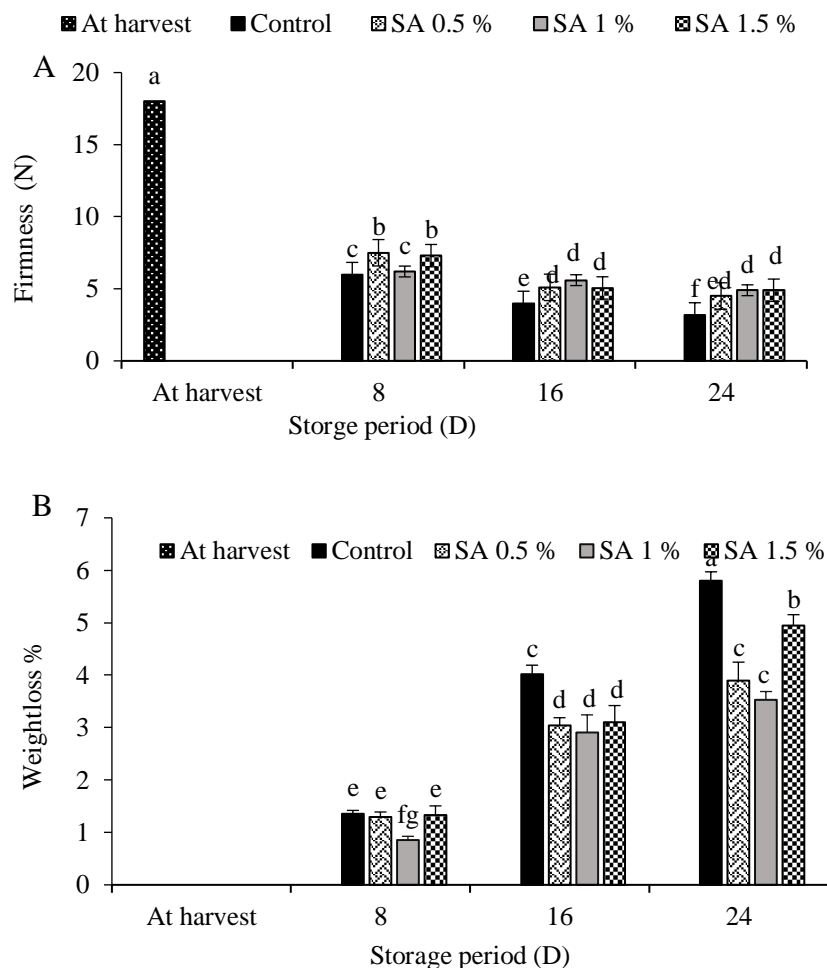 At harvest Control SA 0.5 % SA 1 % SA 1.5 %
A
Firmness (N)
20
15
10
5
0
a
c b c b
e d d d
f ed d d
At harvest 8 16 24
Storge period (D)
B
Weightloss %
7
6
5
4
3
2
1
0
At harvest Control SA 0.5 % SA 1 % SA 1.5 %
e e fg e
c d d d
a c c b
At harvest 8 16 24
Storage period (D)